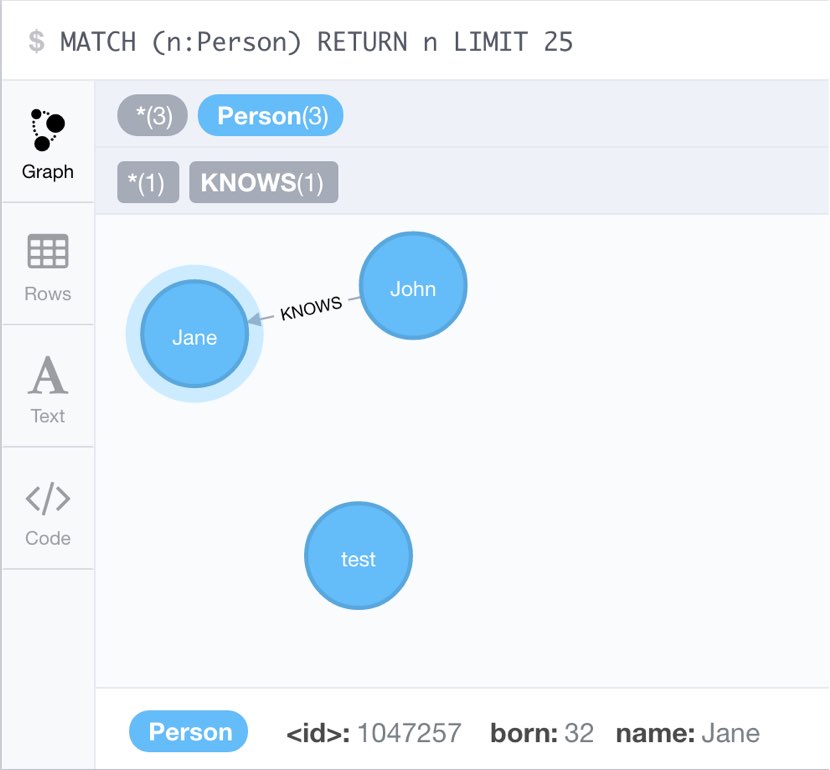 $ MATCH (n:Person) RETURN n LIMIT 25
*(3) Person(3)
Graph
*(1) KNOWS(1)
Rows
John
KNOWS
Jane
Text
Code
test
Person <id>: 1047257 born: 32 name: Jane